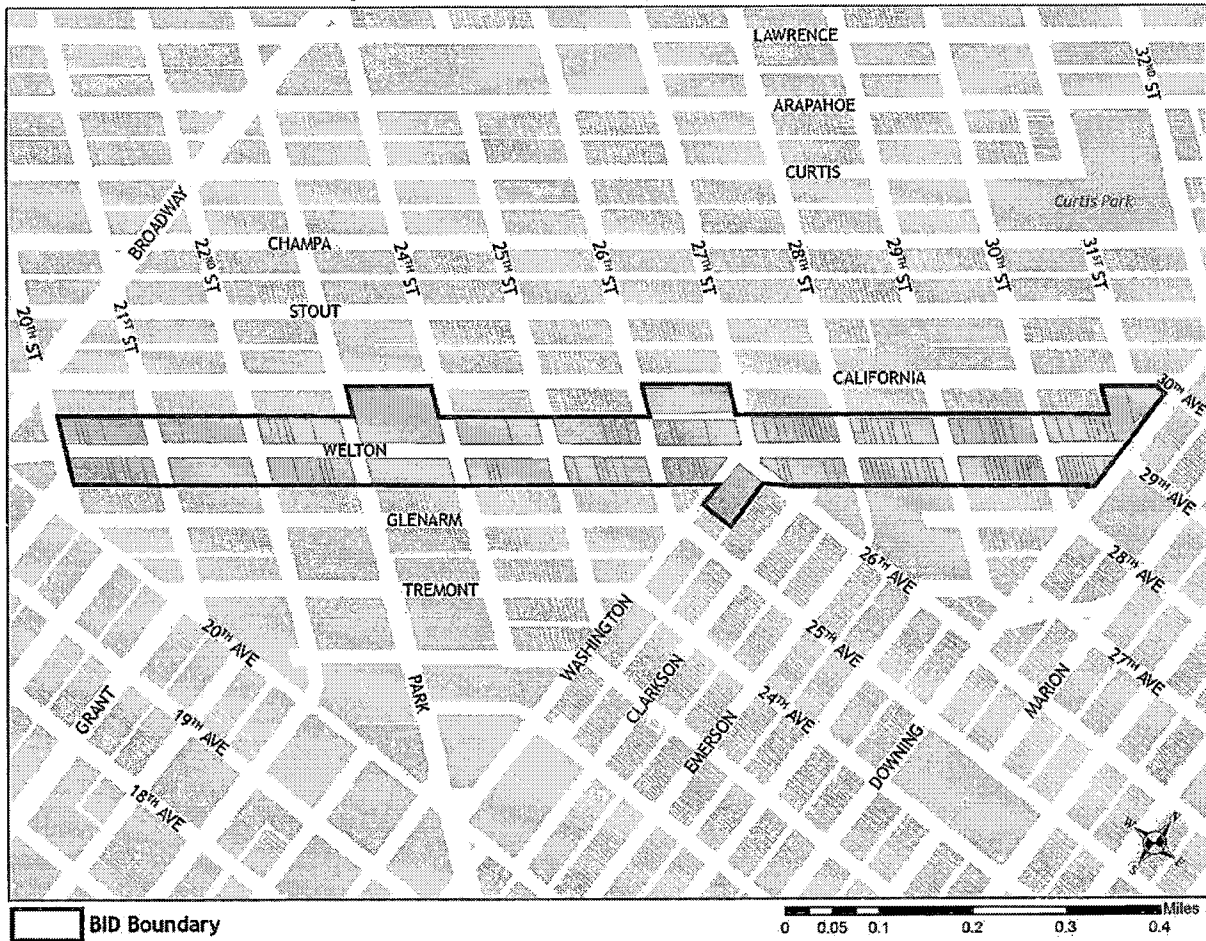 LAWRENCE
32ND ST
ARAPAHOE
CURTIS
Curtis Park
BROADWAY
CHAMPA
22ND ST
24TH ST
25TH ST
26TH ST
27TH ST
28TH ST
29TH ST
30TH ST
31ST ST
20TH ST
21ST ST
STOUT
CALIFORNIA
30TH AVE
WELTON
29TH AVE
GLENARM
26TH AVE
28TH AVE
TREMONT
WASHINGTON
20TH AVE
25TH AVE
27TH AVE
CLARKSON
MARION
GRANT
PARK
24TH AVE
19TH AVE
EMERSON
DOWNING
18TH AVE
W N
S E
BID Boundary
Miles
0 0.05 0.1 0.2 0.3 0.4